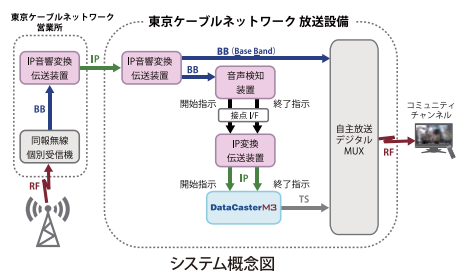 東京ケーブルネットワーク
営業所
東京ケーブルネットワーク 放送設備
IP音響変換
伝送装置
IP
IP音響変換
伝送装置
BB (Base Band)
BB
音声検知
装置
開始指示
終了指示
接点 I/F
BB
同報無線
個別受信機
RF
IP変換
伝送装置
開始指示
IP
終了指示
DataCasterM3
TS
自主放送
デジタル
MUX
RF
コミュニティ
チャンネル
システム概念図